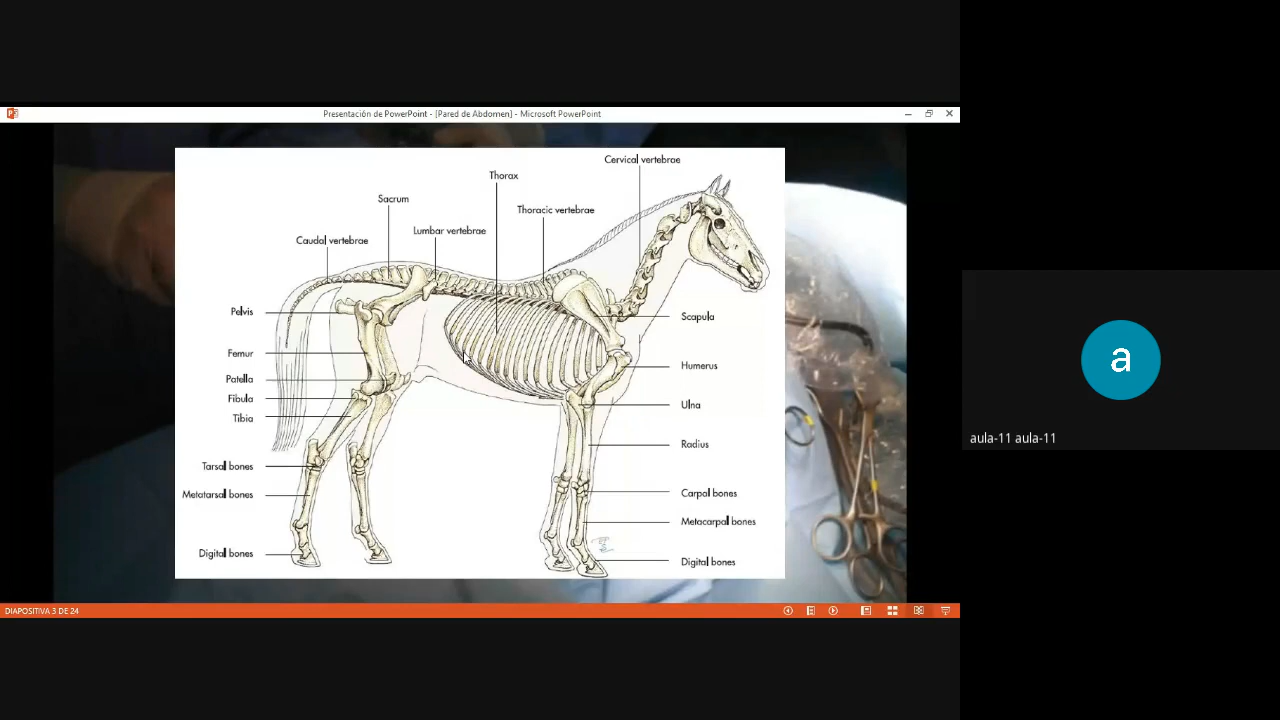 Presentación de PowerPoint - [Pared de Abdomen] - Microsoft PowerPoint
Cervical vertebrae
Thorax
Sacrum
Thoracic vertebrae
Lumbar vertebrae
Caudal vertebrae
Pelvis
Scapula
Femur
Humerus
Patella
Fibula
Ulna
Tibia
Radius
Tarsal bones
Carpal bones
Metatarsal bones
Metacarpal bones
Digital bones
Digital bones
a
aula-11 aula-11
DIAPOSITIVA 3 DE 24